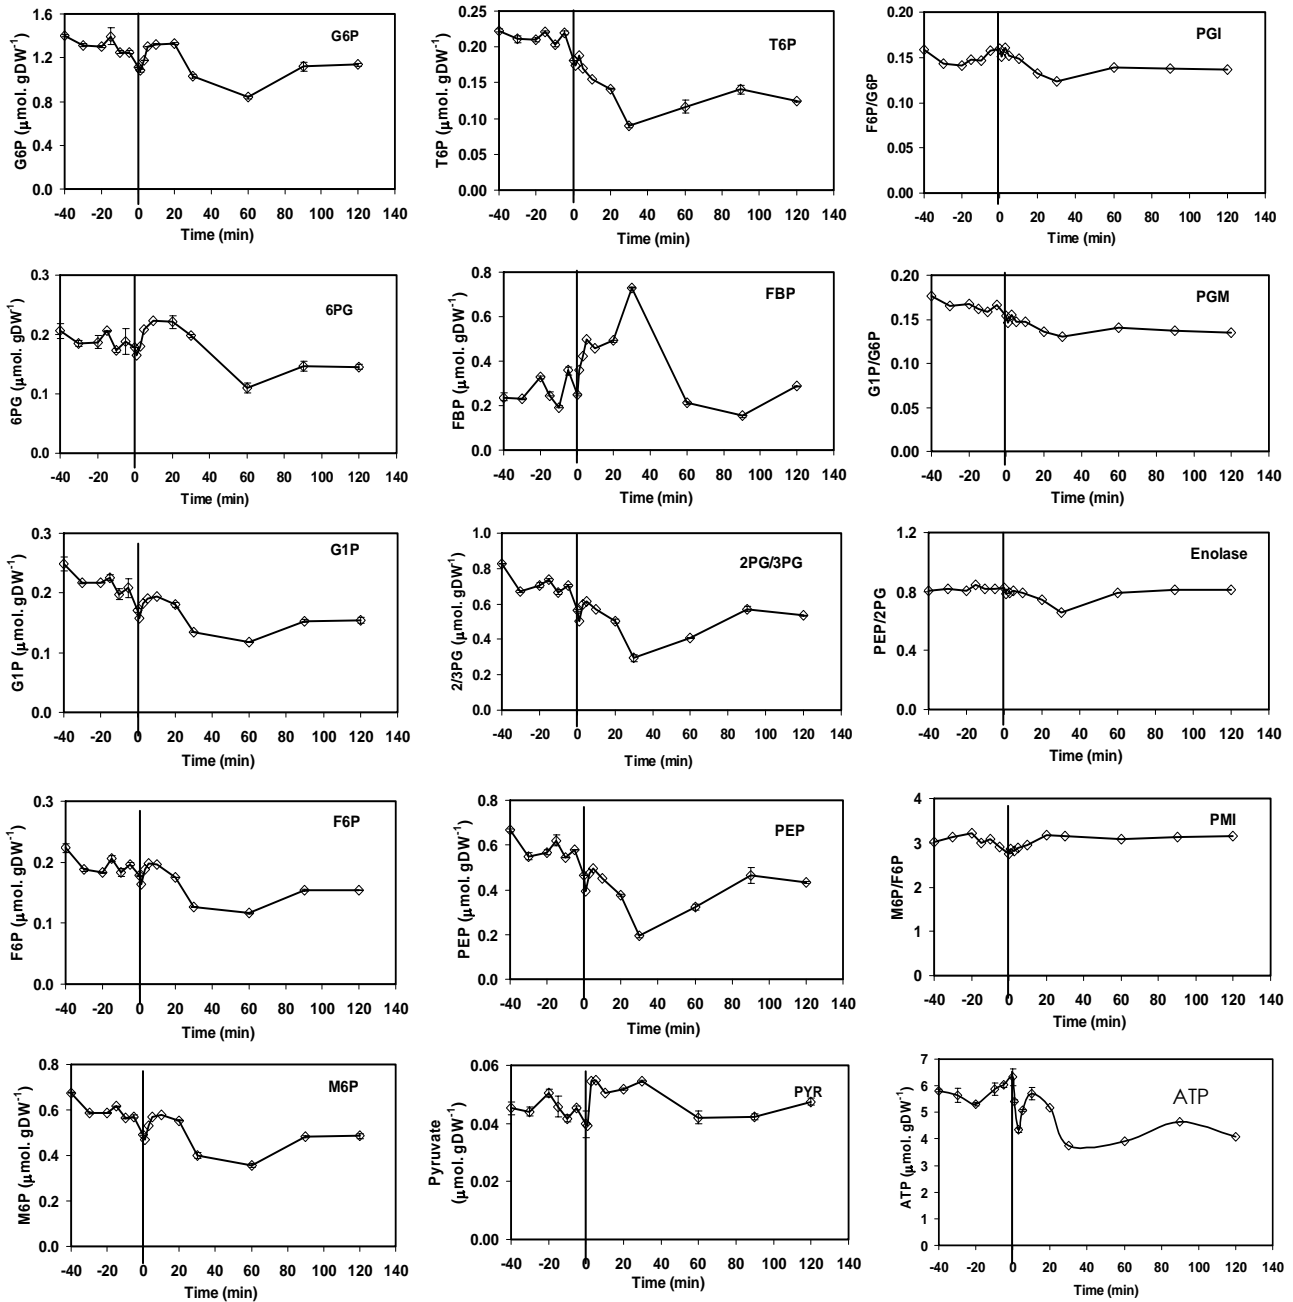 G6P
G6P (μmol. gDW⁻¹)
1.6
1.2
0.8
0.4
0.0
-40 -20 0 20 40 60 80 100 120 140
Time (min)
T6P
T6P (μmol. gDW⁻¹)
0.25
0.20
0.15
0.10
0.05
0.00
-40 -20 0 20 40 60 80 100 120 140
Time (min)
PGI
F6P/G6P
0.20
0.15
0.10
0.05
0.00
-40 -20 0 20 40 60 80 100 120 140
Time (min)
6PG
6PG (μmol. gDW⁻¹)
0.3
0.2
0.1
0.0
-40 -20 0 20 40 60 80 100 120 140
Time (min)
FBP
FBP (μmol. gDW⁻¹)
0.8
0.6
0.4
0.2
0.0
-40 -20 0 20 40 60 80 100 120 140
Time (min)
PGM
G1P/G6P
0.20
0.15
0.10
0.05
0.00
-40 -20 0 20 40 60 80 100 120 140
Time (min)
G1P
G1P (μmol. gDW⁻¹)
0.3
0.2
0.1
0.0
-40 -20 0 20 40 60 80 100 120 140
Time (min)
2PG/3PG
2/3PG (μmol. gDW⁻¹)
1.0
0.8
0.6
0.4
0.2
0.0
-40 -20 0 20 40 60 80 100 120 140
Time (min)
Enolase
PEP/2PG
1.2
0.8
0.4
0.0
-40 -20 0 20 40 60 80 100 120 140
Time (min)
F6P
F6P (μmol. gDW⁻¹)
0.3
0.2
0.1
0.0
-40 -20 0 20 40 60 80 100 120 140
Time (min)
PEP
PEP (μmol. gDW⁻¹)
0.8
0.6
0.4
0.2
0.0
-40 -20 0 20 40 60 80 100 120 140
Time (min)
PMI
M6P/F6P
4
3
2
1
0
-40 -20 0 20 40 60 80 100 120 140
Time (min)
M6P
M6P (μmol. gDW⁻¹)
0.8
0.6
0.4
0.2
0.0
-40 -20 0 20 40 60 80 100 120 140
Time (min)
PYR
Pyruvate
(μmol. gDW⁻¹)
0.06
0.04
0.02
0.00
-40 -20 0 20 40 60 80 100 120 140
Time (min)
ATP
ATP (μmol. gDW⁻¹)
7
6
5
4
3
2
1
0
-40 -20 0 20 40 60 80 100 120 140
Time (min)